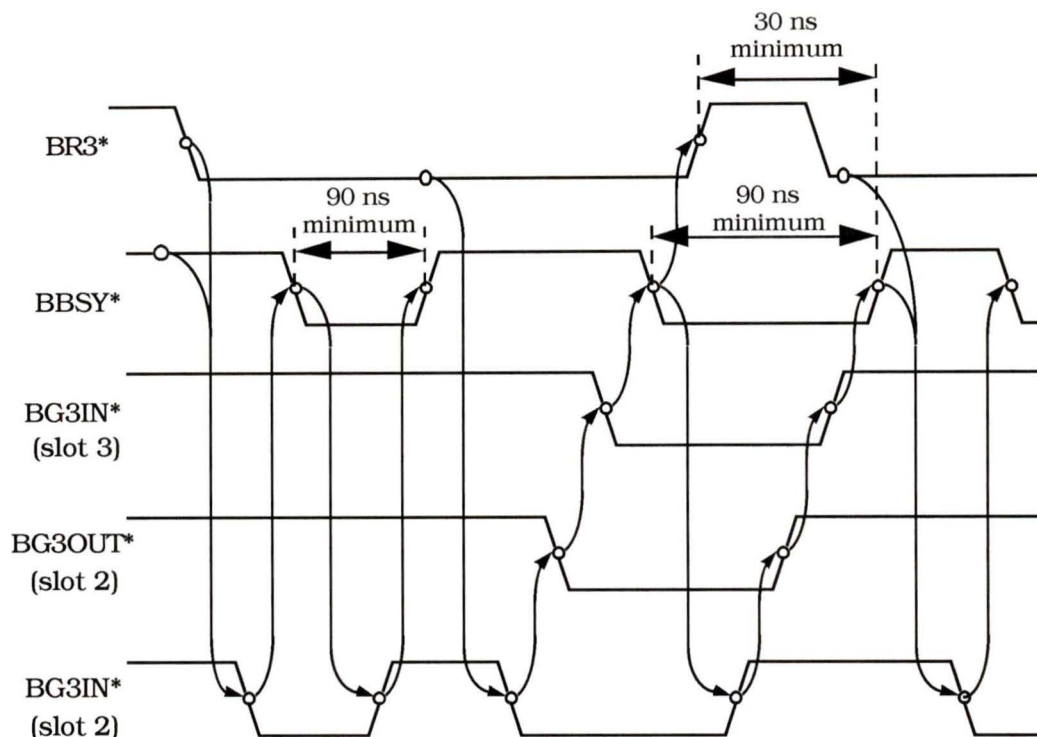 30 ns
minimum
BR3*
90 ns
minimum
90 ns
minimum
BBSY*
BG3IN*
(slot 3)
BG3OUT*
(slot 2)
BG3IN*
(slot 2)